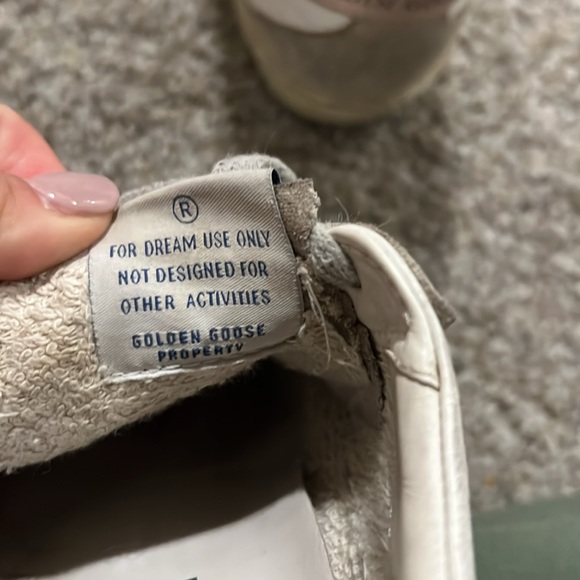 ®
FOR DREAM USE ONLY
NOT DESIGNED FOR
OTHER ACTIVITIES
GOLDEN GOOSE
PROPERTY